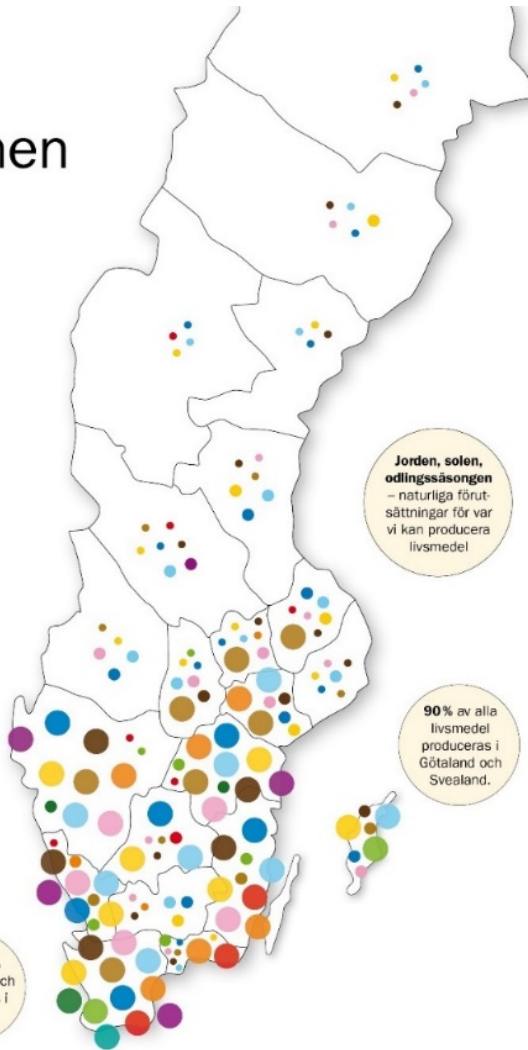 nen
Jorden, solen,
odlingssäsongen
– naturliga förut-
sättningar för var
vi kan producera
livsmedel
90% av alla
livsmedel
produceras i
Götaland och
Svealand.
ch
i